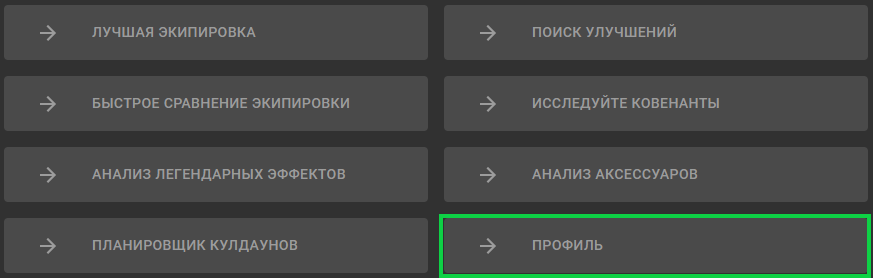 ЛУЧШАЯ ЭКИПИРОВКА
ПОИСК УЛУЧШЕНИЙ
БЫСТРОЕ СРАВНЕНИЕ ЭКИПИРОВКИ
ИССЛЕДУЙТЕ КОВЕНАНТЫ
АНАЛИЗ ЛЕГЕНДАРНЫХ ЭФФЕКТОВ
АНАЛИЗ АКСЕССУАРОВ
ПЛАНИРОВЩИК КУЛДАУНОВ
ПРОФИЛЬ